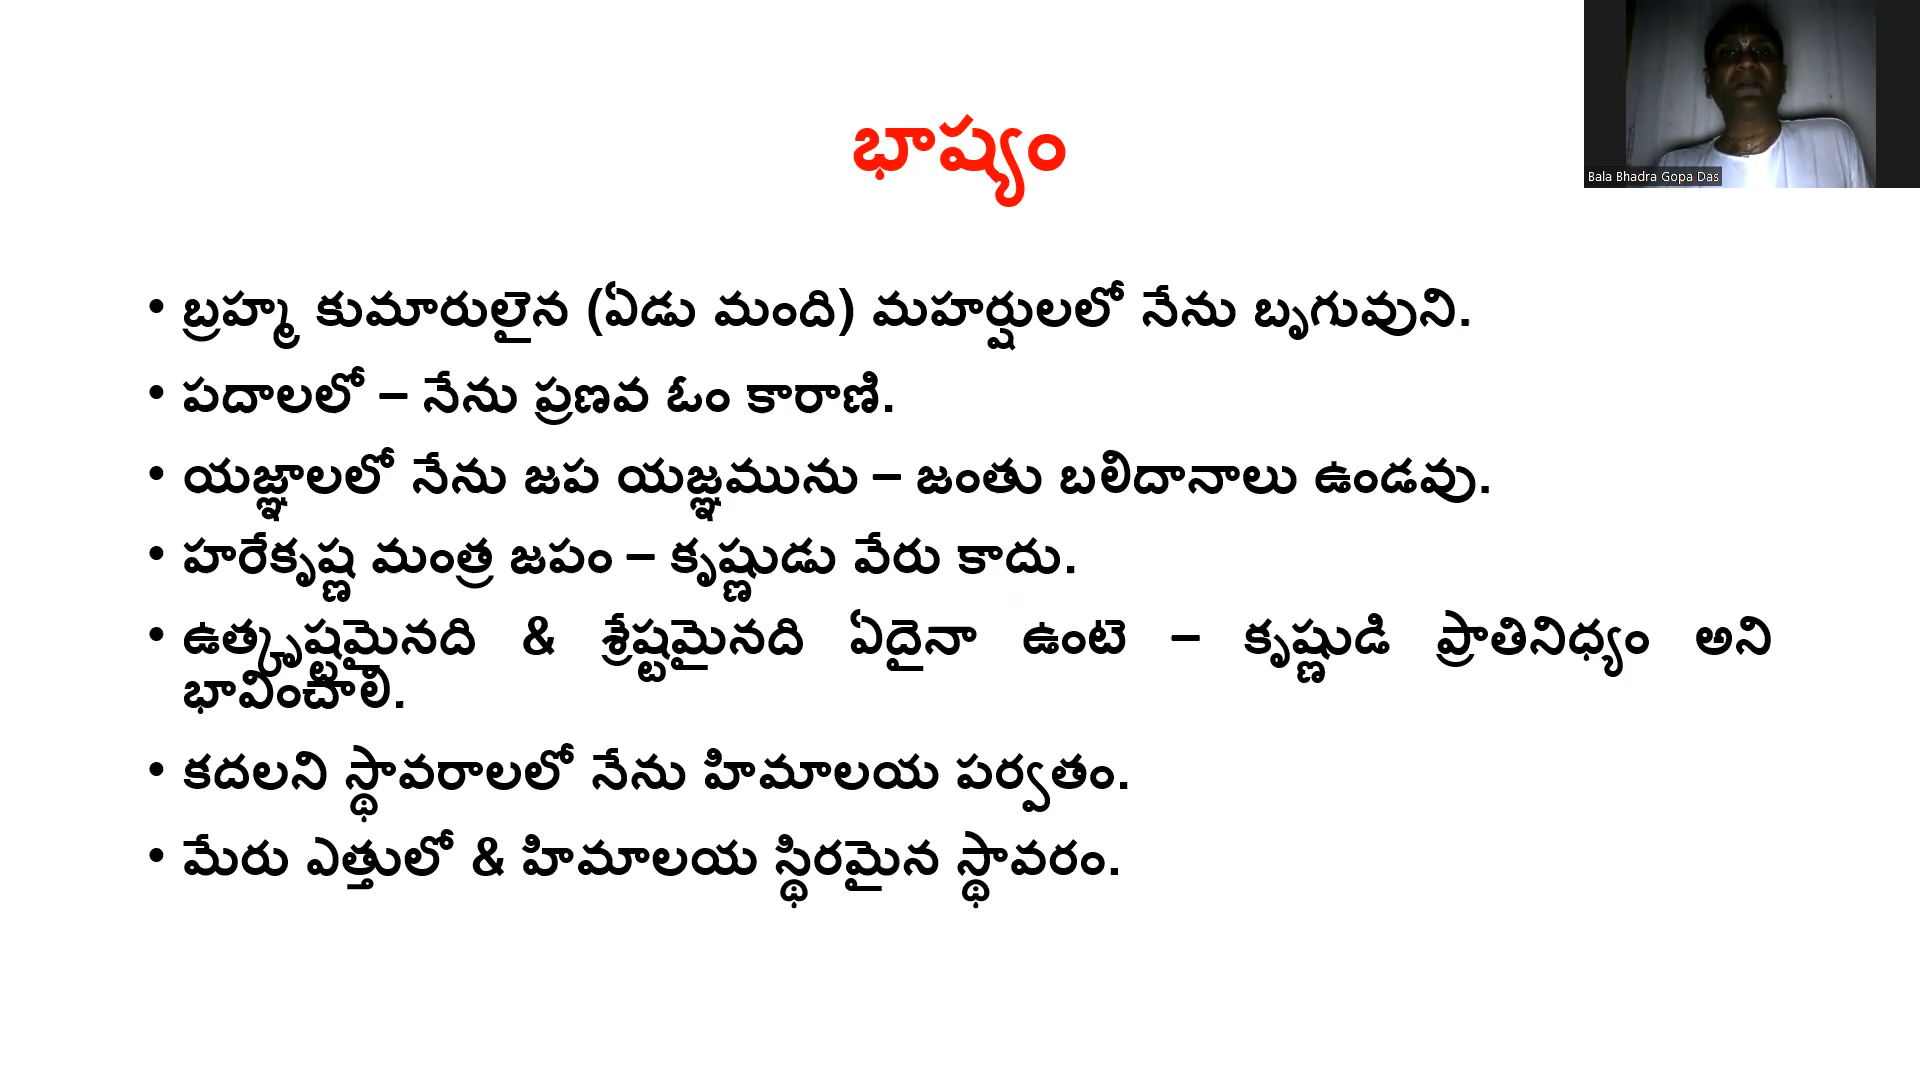 Bala Bhadra Gopa Das
భాష్యం
• బ్రహ్మ కుమారులైన (ఏడు మంది) మహర్షులలో నేను బృగువుని.
• పదాలలో – నేను ప్రణవ ఓం కారాణి.
• యజ్ఞాలలో నేను జప యజ్ఞమును – జంతు బలిదానాలు ఉండవు.
• హరేకృష్ణ మంత్ర జపం – కృష్ణుడు వేరు కాదు.
• ఉత్కృష్టమైనది & శ్రేష్టమైనది ఏదైనా ఉంటె – కృష్ణుడి ప్రాతినిధ్యం అని
భావించాలి.
• కదలని స్థావరాలలో నేను హిమాలయ పర్వతం.
• మేరు ఎత్తులో & హిమాలయ స్థిరమైన స్థావరం.